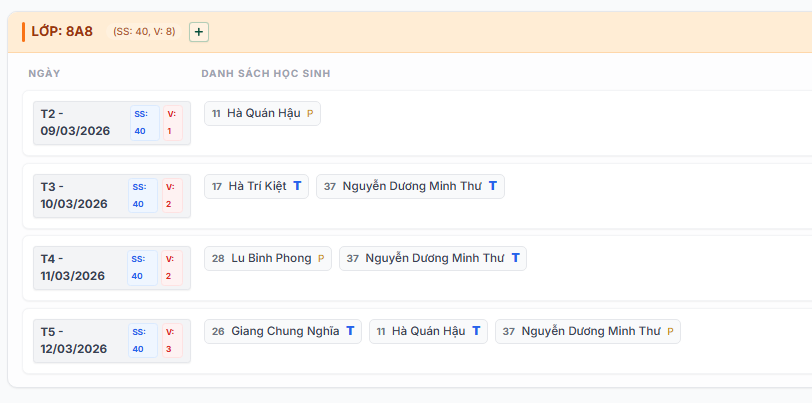 LỚP: 8A8 (SS: 40, V: 8) +
NGÀY DANH SÁCH HỌC SINH
T2 - 09/03/2026 SS: 40 V: 1 11 Hà Quán Hậu P
T3 - 10/03/2026 SS: 40 V: 2 17 Hà Trí Kiệt T 37 Nguyễn Dương Minh Thư T
T4 - 11/03/2026 SS: 40 V: 2 28 Lu Bỉnh Phong P 37 Nguyễn Dương Minh Thư T
T5 - 12/03/2026 SS: 40 V: 3 26 Giang Chung Nghĩa T 11 Hà Quán Hậu T 37 Nguyễn Dương Minh Thư P